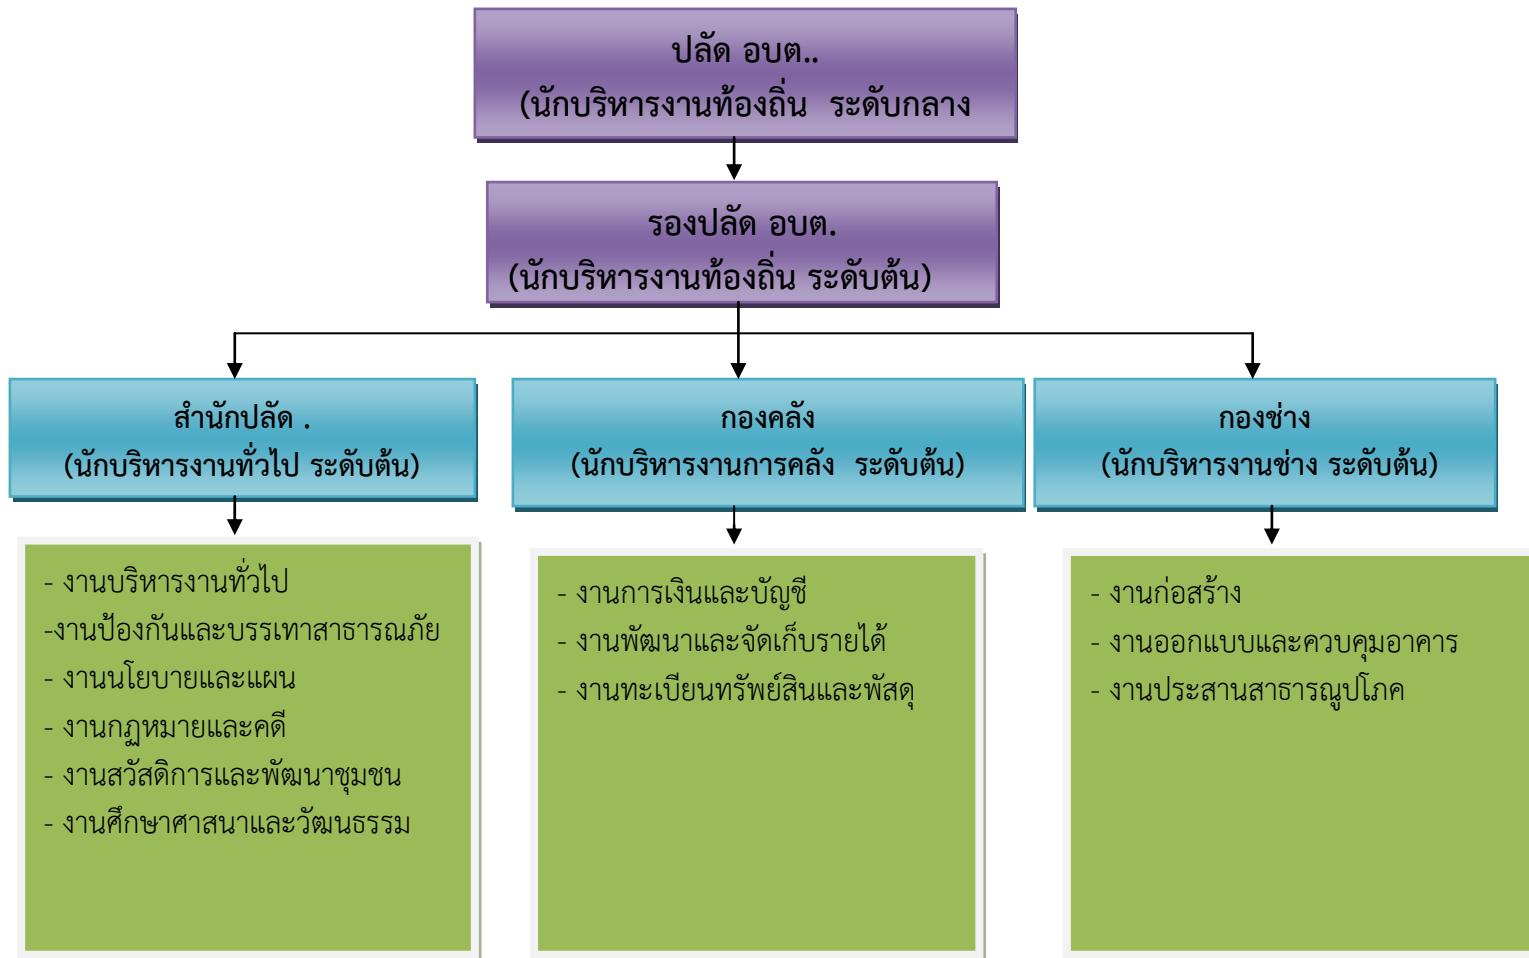 ปลัด อบต..
(นักบริหารงานท้องถิ่น  ระดับกลาง
รองปลัด อบต.
(นักบริหารงานท้องถิ่น ระดับต้น)
สำนักปลัด .
(นักบริหารงานทั่วไป ระดับต้น)
กองคลัง
(นักบริหารงานการคลัง  ระดับต้น)
กองช่าง
(นักบริหารงานช่าง ระดับต้น)
- งานบริหารงานทั่วไป
-งานป้องกันและบรรเทาสาธารณภัย
- งานนโยบายและแผน
- งานกฎหมายและคดี
- งานสวัสดิการและพัฒนาชุมชน
- งานศึกษาศาสนาและวัฒนธรรม
- งานการเงินและบัญชี
- งานพัฒนาและจัดเก็บรายได้
- งานทะเบียนทรัพย์สินและพัสดุ
- งานก่อสร้าง
- งานออกแบบและควบคุมอาคาร
- งานประสานสาธารณูปโภค